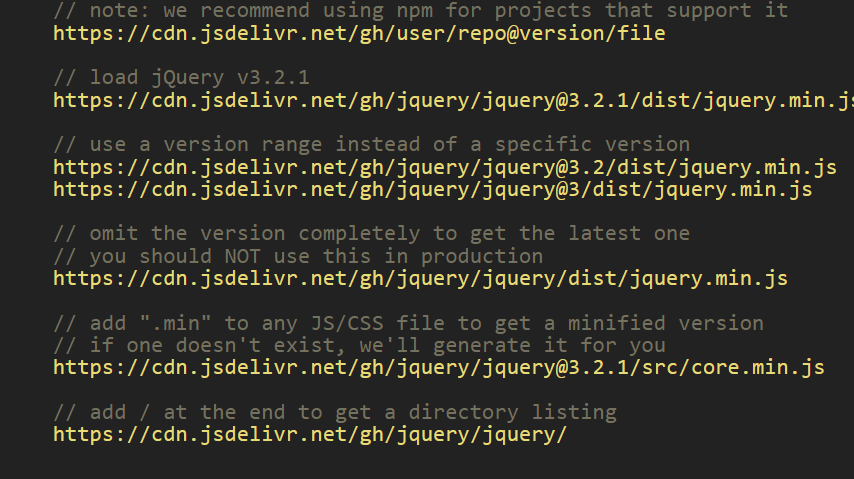 // note: we recommend using npm for projects that support it
https://cdn.jsdelivr.net/gh/user/repo@version/file
// load jQuery v3.2.1
https://cdn.jsdelivr.net/gh/jquery/jquery@3.2.1/dist/jquery.min.js
// use a version range instead of a specific version
https://cdn.jsdelivr.net/gh/jquery/jquery@3.2/dist/jquery.min.js
https://cdn.jsdelivr.net/gh/jquery/jquery@3/dist/jquery.min.js
// omit the version completely to get the latest one
// you should NOT use this in production
https://cdn.jsdelivr.net/gh/jquery/jquery/dist/jquery.min.js
// add ".min" to any JS/CSS file to get a minified version
// if one doesn't exist, we'll generate it for you
https://cdn.jsdelivr.net/gh/jquery/jquery@3.2.1/src/core.min.js
// add / at the end to get a directory listing
https://cdn.jsdelivr.net/gh/jquery/jquery/